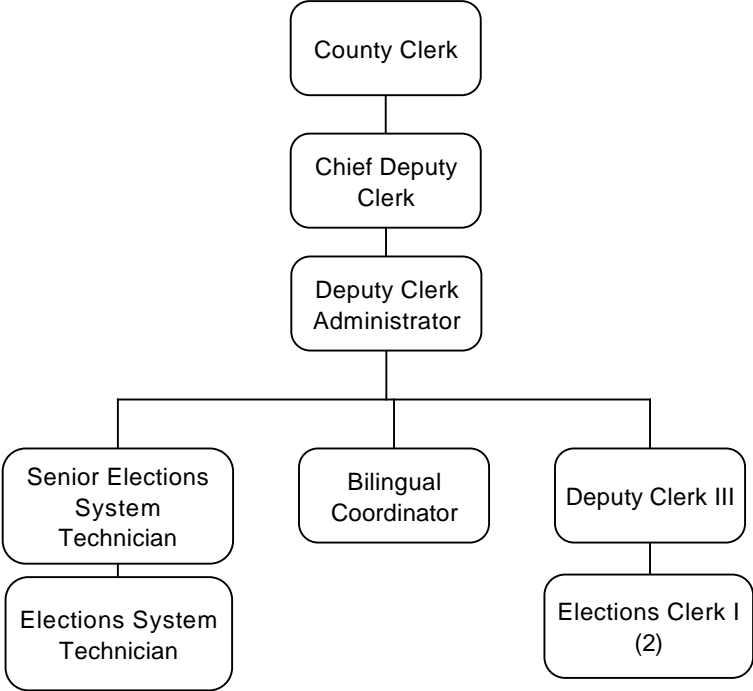 County Clerk
Chief Deputy
Clerk
Deputy Clerk
Administrator
Senior Elections
System
Technician
Bilingual
Coordinator
Deputy Clerk III
Elections System
Technician
Elections Clerk I
(2)